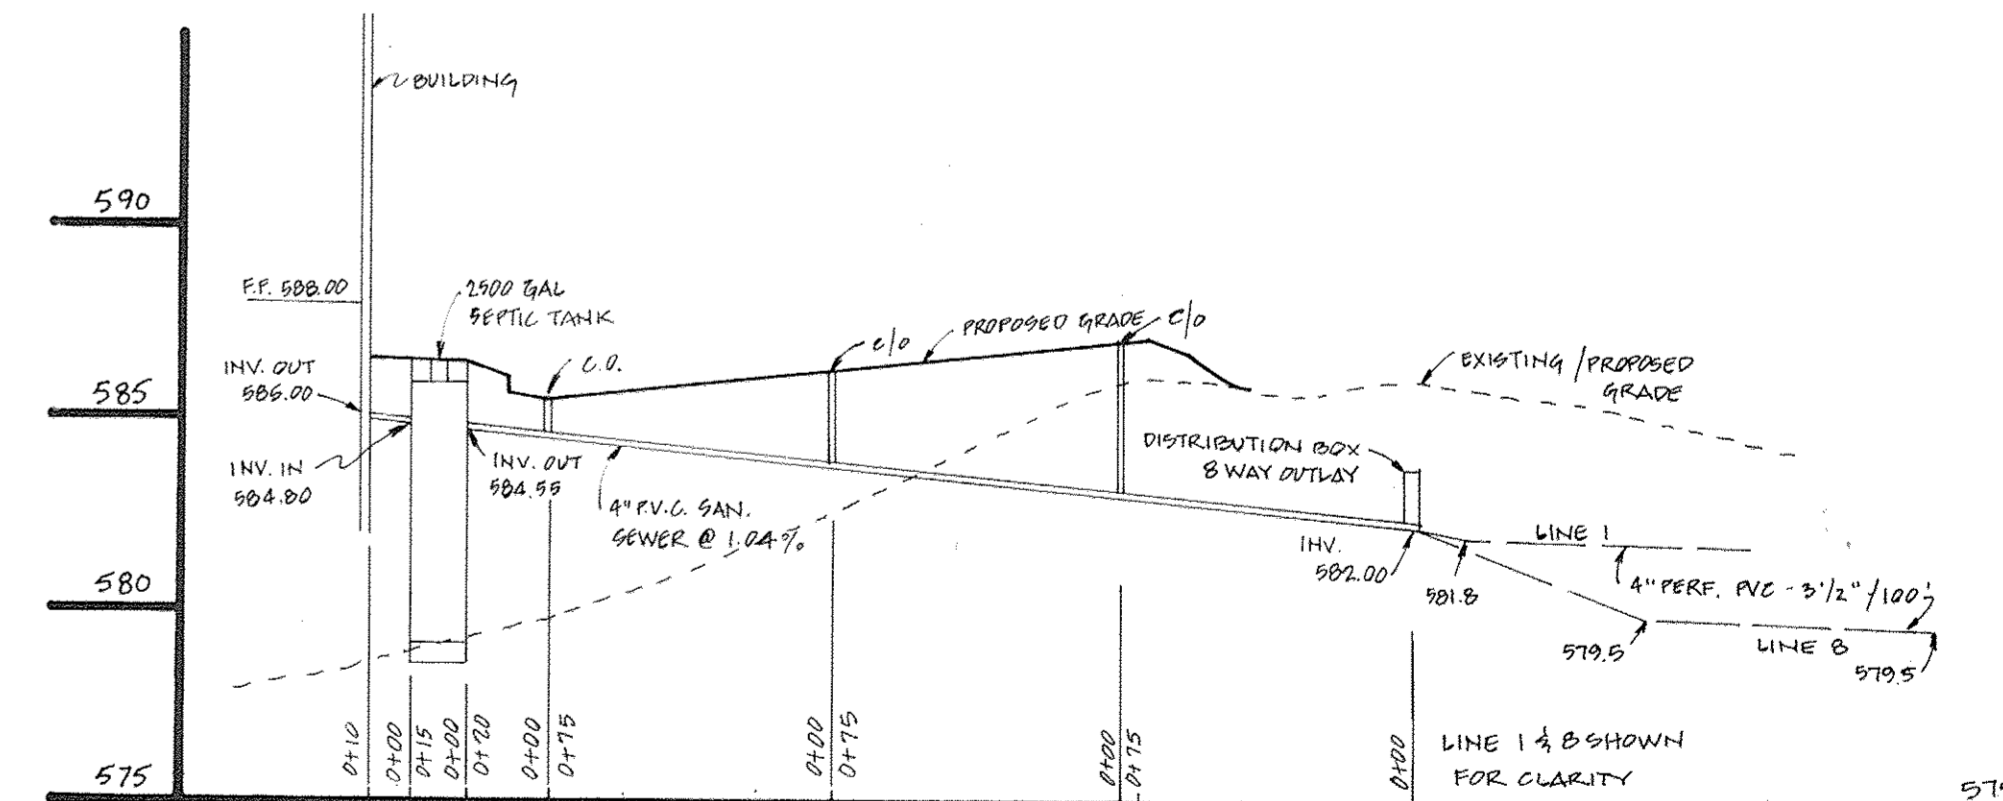 BUILDING
590
F.F. 588.00
2500 GAL
SEPTIC TANK
C/O
PROPOSED GRADE
C/O
INV. OUT
585.00
C.O.
EXISTING / PROPOSED
GRADE
585
INV. IN
584.80
INV. OUT
584.55
DISTRIBUTION BOX
8 WAY OUTLAY
4" P.V.C. SAN.
SEWER @ 1.04%
INV.
582.00
LINE 1
581.8
4" PERF. PVC - 3 1/2" / 100'
580
579.5
LINE 8
579.5
0+10
0+00
0+15
0+00
0+20
0+00
0+75
0+00
0+75
0+00
0+75
0+00
LINE 1 & 8 SHOWN
FOR CLARITY
575